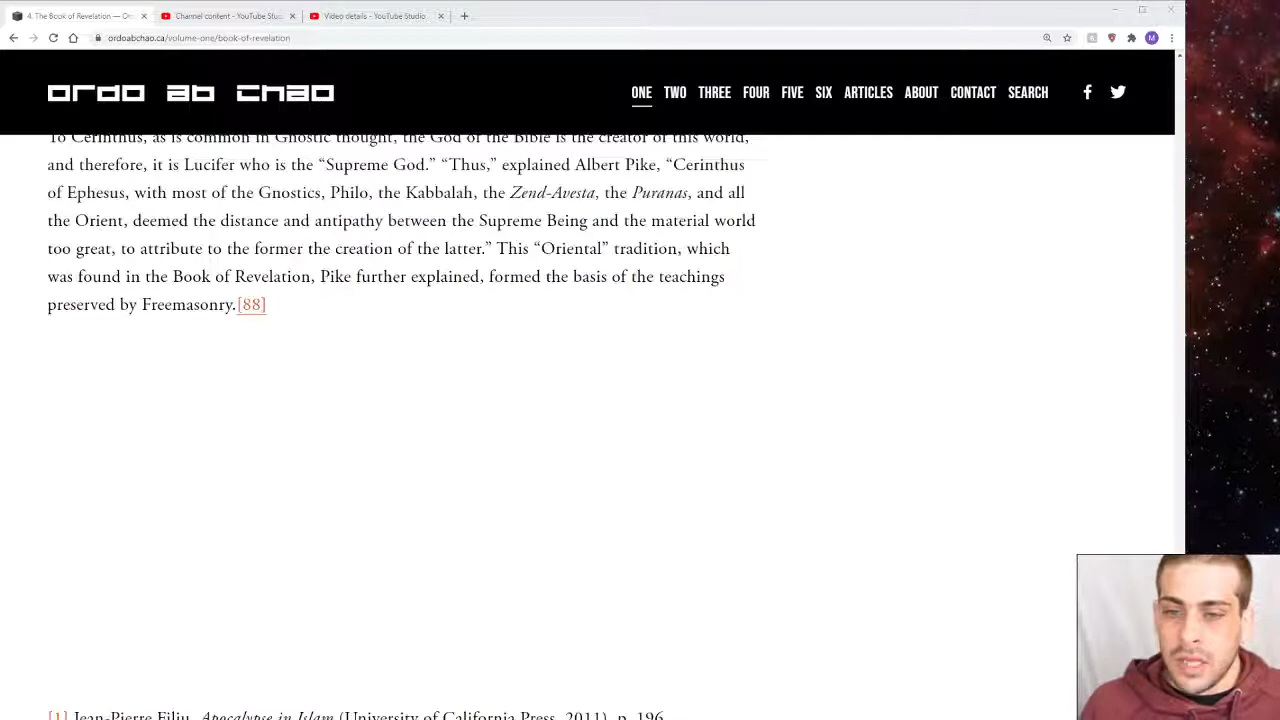 4. The Book of Revelation — Or
Channel content - YouTube Stu
Video details - YouTube Studio
ordoabchao.ca/volume-one/book-of-revelation
M
ordo ab chao
ONE TWO THREE FOUR FIVE SIX ARTICLES ABOUT CONTACT SEARCH
To Cerinthus, as is common in Gnostic thought, the God of the Bible is the creator of this world,
and therefore, it is Lucifer who is the “Supreme God.” “Thus,” explained Albert Pike, “Cerinthus
of Ephesus, with most of the Gnostics, Philo, the Kabbalah, the Zend-Avesta, the Puranas, and all
the Orient, deemed the distance and antipathy between the Supreme Being and the material world
too great, to attribute to the former the creation of the latter.” This “Oriental” tradition, which
was found in the Book of Revelation, Pike further explained, formed the basis of the teachings
preserved by Freemasonry.[88]
[1] Jean-Pierre Filiu, Apocalypse in Islam (University of California Press, 2011), p. 196.